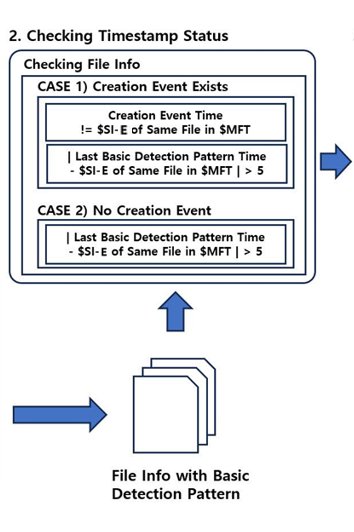 2. Checking Timestamp Status
Checking File Info
CASE 1) Creation Event Exists
Creation Event Time
!= $SI-E of Same File in $MFT
| Last Basic Detection Pattern Time
- $SI-E of Same File in $MFT | > 5
CASE 2) No Creation Event
| Last Basic Detection Pattern Time
- $SI-E of Same File in $MFT | > 5
File Info with Basic
Detection Pattern